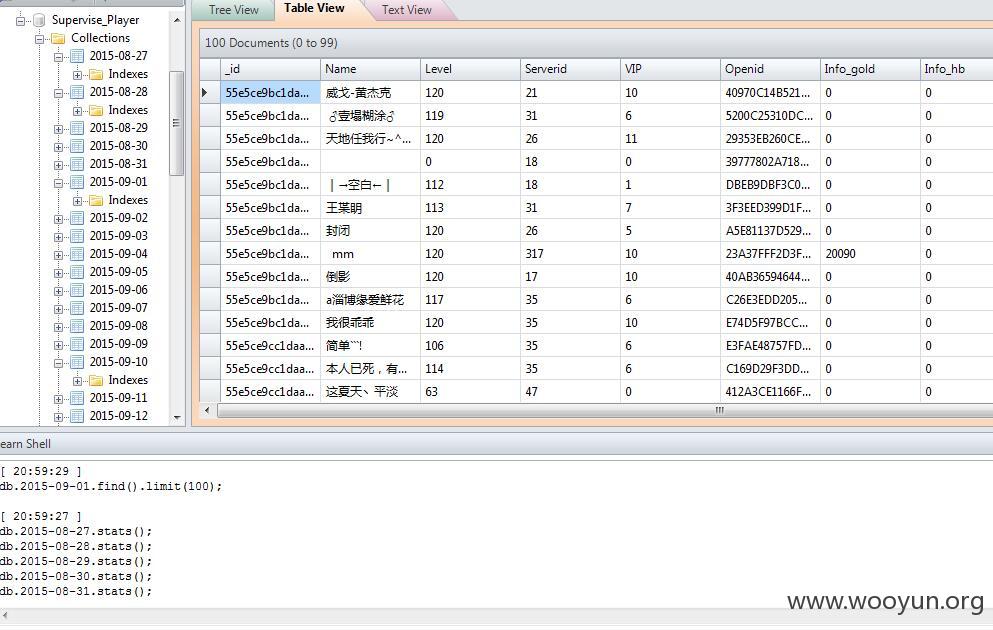 Tree View Table View Text View
Supervise_Player
Collections
2015-08-27
Indexes
2015-08-28
Indexes
2015-08-29
2015-08-30
2015-08-31
2015-09-01
Indexes
2015-09-02
2015-09-03
2015-09-04
2015-09-05
2015-09-06
2015-09-07
2015-09-08
2015-09-09
2015-09-10
Indexes
2015-09-11
2015-09-12
100 Documents (0 to 99)
_id Name Level Serverid VIP Openid Info_gold Info_hb
55e5ce9bc1da... 威戈-黄杰克 120 21 10 40970C14B521... 0 0
55e5ce9bc1da... ♂壹塌糊涂♂ 119 31 6 5200C25310DC... 0 0
55e5ce9bc1da... 天地任我行~^... 120 26 11 29353EB260CE... 0 0
55e5ce9bc1da... 0 18 0 39777802A718... 0 0
55e5ce9bc1da... ｜→空白←｜ 112 18 1 DBEB9DBF3C0... 0 0
55e5ce9bc1da... 王菒眀 113 31 7 3F3EED399D1F... 0 0
55e5ce9bc1da... 封闭 120 26 5 A5E81137D529... 0 0
55e5ce9bc1da... mm 120 317 10 23A37FFF2D3F... 20090 0
55e5ce9bc1da... 倒影 120 17 10 40AB36594644... 0 0
55e5ce9bc1da... a淄博缘爱鲜花 117 35 6 C26E3EDD205... 0 0
55e5ce9bc1da... 我很乖乖 120 35 10 E74D5F97BCC... 0 0
55e5ce9cc1daa... 简单```! 106 35 6 E3FAE48757FD... 0 0
55e5ce9cc1daa... 本人已死，有... 114 35 6 C169D29F3DD... 0 0
55e5ce9cc1daa... 这夏天丶平淡 63 47 0 412A3CE1166F... 0 0
earn Shell
[ 20:59:29 ]
db.2015-09-01.find().limit(100);
[ 20:59:27 ]
db.2015-08-27.stats();
db.2015-08-28.stats();
db.2015-08-29.stats();
db.2015-08-30.stats();
db.2015-08-31.stats();
www.wooyun.org